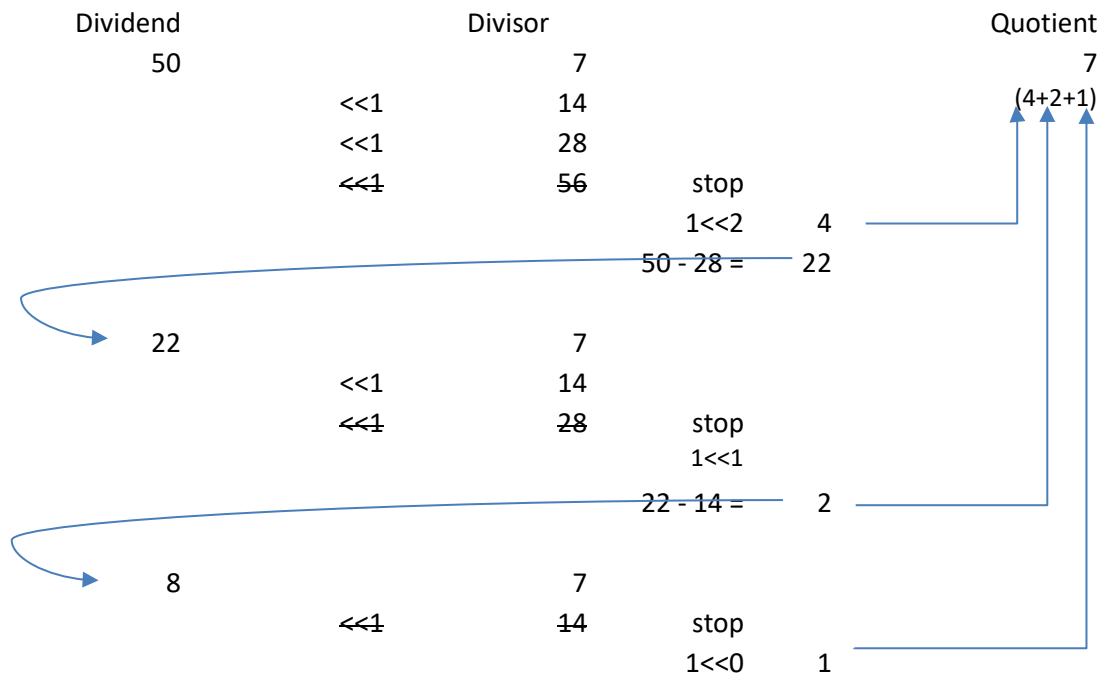 Dividend Divisor Quotient
50 7 7
<<1 14 (4+2+1)
<<1 28
<<1 56 stop
1<<2 4
50 - 28 = 22
22 7
<<1 14
<<1 28 stop
1<<1
22 - 14 = 2
8 7
<<1 14 stop
1<<0 1